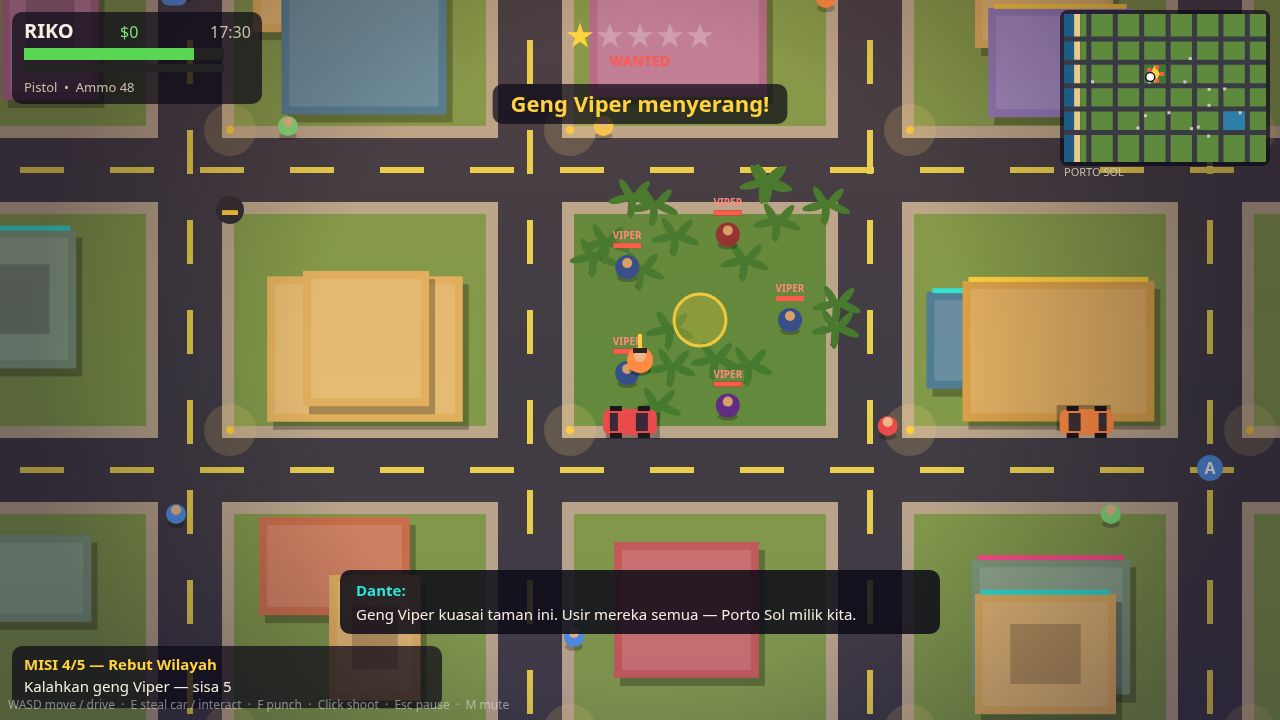 RIKO $0 17:30
Pistol • Ammo 48
WANTED
Geng Viper menyerang!
PORTO SOL
VIPER
VIPER
VIPER
VIPER
VIPER
A
Dante:
Geng Viper kuasai taman ini. Usir mereka semua — Porto Sol milik kita.
MISI 4/5 — Rebut Wilayah
Kalahkan geng Viper — sisa 5
WASD move / drive · E steal car / interact · F punch · Click shoot · Esc pause · M mute